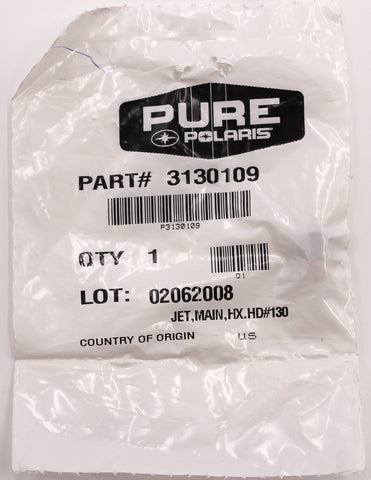 PURE
POLARIS
PART# 3130109
P3130109
QTY 1
Q1
LOT: 02062008
JET,MAIN,HX.HD#130
COUNTRY OF ORIGIN US